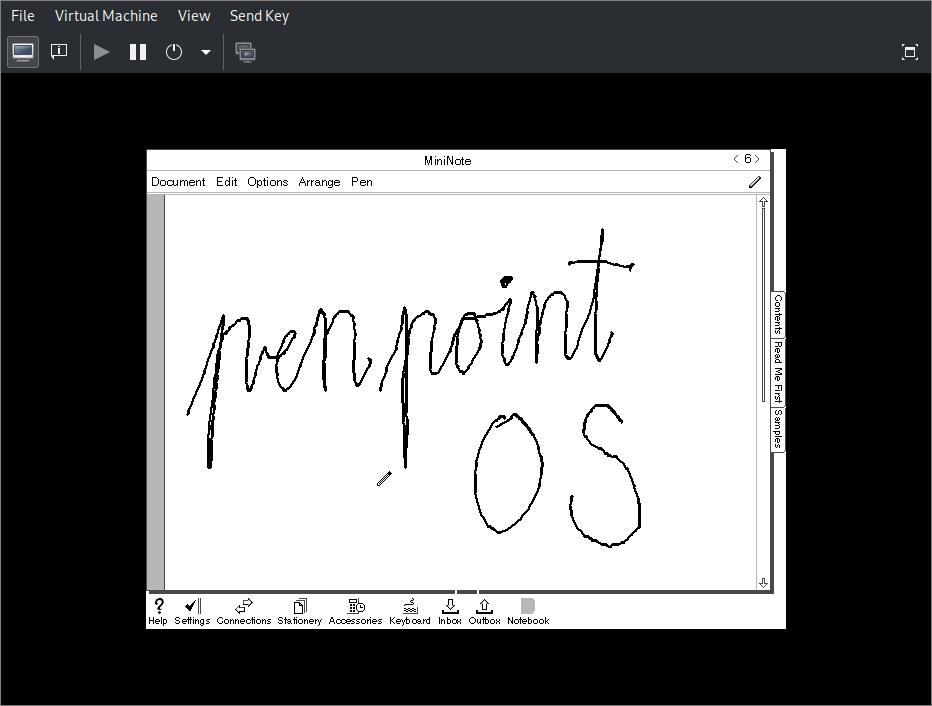 File Virtual Machine View Send Key
MiniNote < 6 >
Document Edit Options Arrange Pen
penpoint
OS
Contents
Read Me First
Samples
? 
Help Settings Connections Stationery Accessories Keyboard Inbox Outbox Notebook